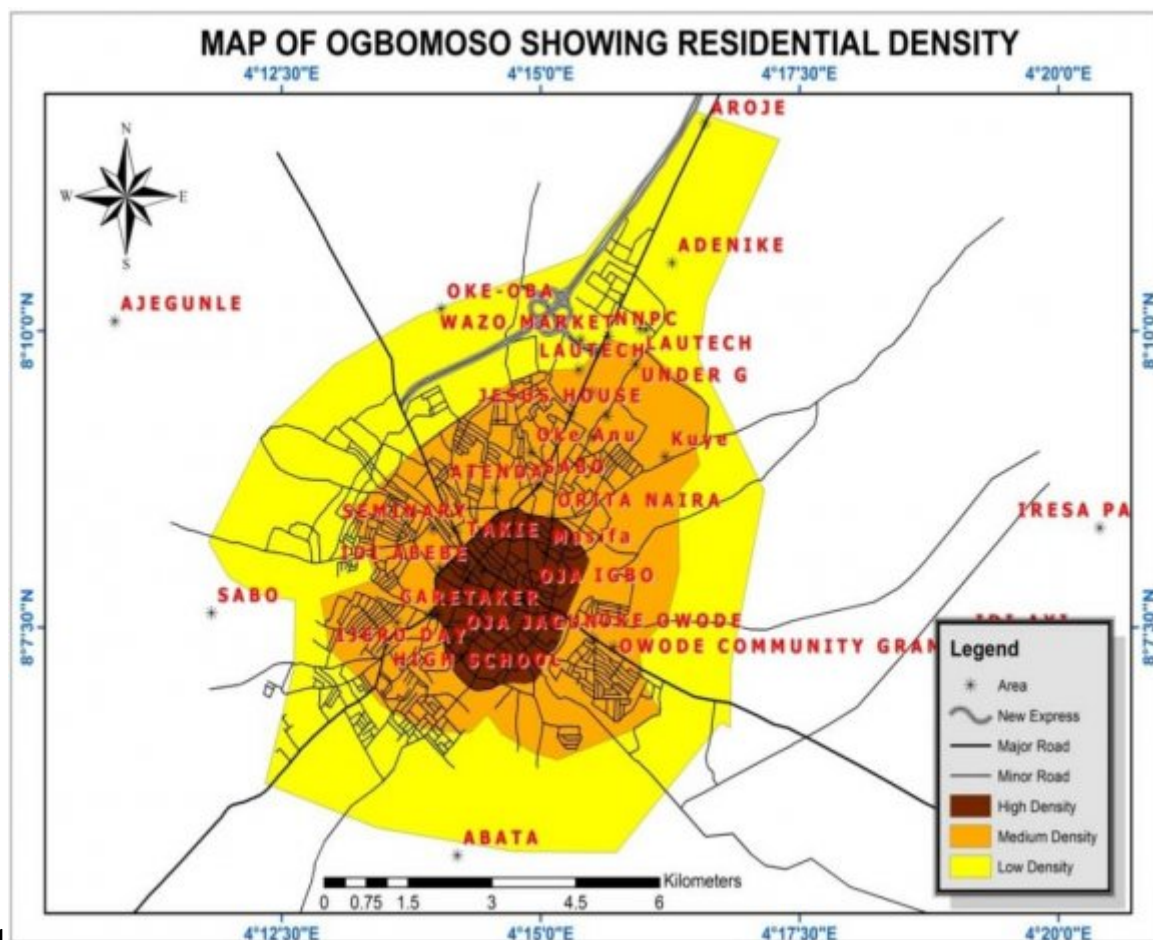 MAP OF OGBOMOSO SHOWING RESIDENTIAL DENSITY
4°12'30"E 4°15'0"E 4°17'30"E 4°20'0"E
AROJE
N
W E
S
ADENIKE
OKE-OBA
AJEGUNLE
8°10'0"N 8°10'0"N
WAZO MARKET NNPC
LAUTECH LAUTECH
UNDER G
JESUS HOUSE
Oke Anu Kuye
ATENDA SABO
ORITA NAIRA
SEMINARY
IRESA PA
TAKIE Masifa
IDI ABEBE
OJA IGBO
SABO
GARETAKER
8°7'30"N 8°7'30"N
OJA JAGUN OKE OWODE
DAY
OWODE COMMUNITY GRAN
HIGH SCHOOL
ABATA
Legend
Area
New Express
Major Road
Minor Road
High Density
Medium Density
Low Density
Kilometers
0 0.75 1.5 3 4.5 6
4°12'30"E 4°15'0"E 4°17'30"E 4°20'0"E